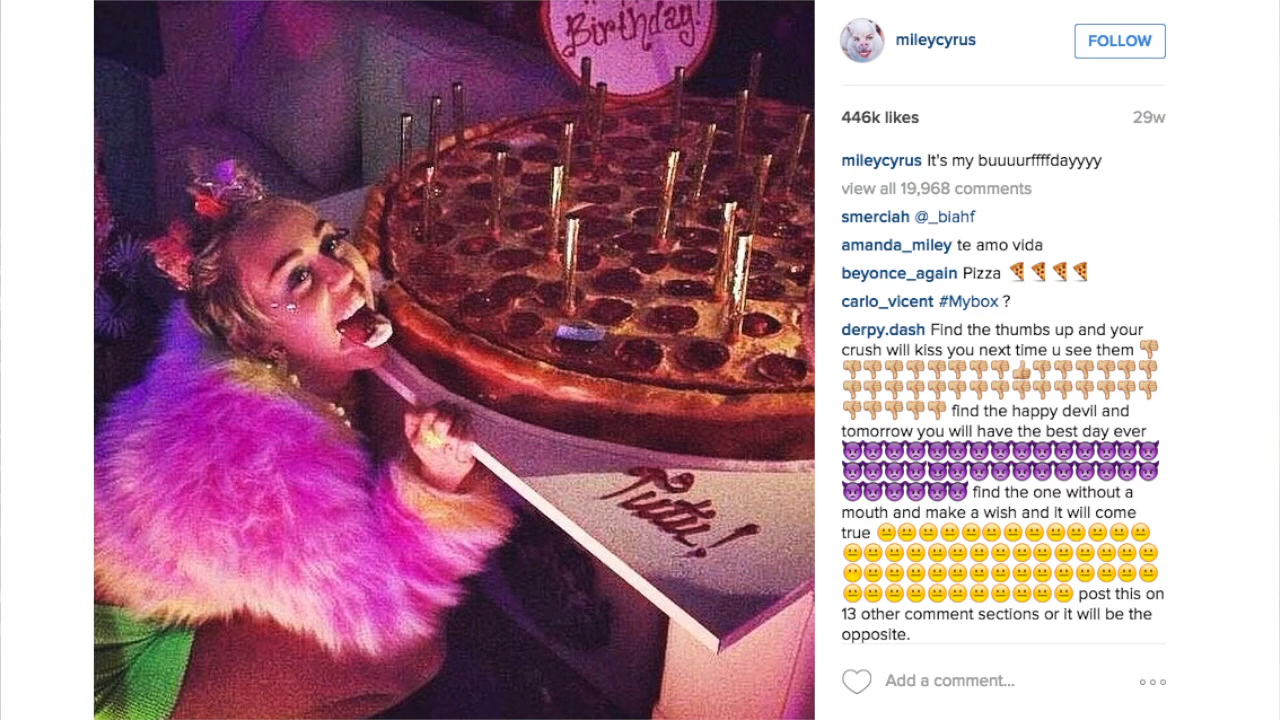 Birthday!
Tutu!
mileycyrus
FOLLOW
446k likes 29w
mileycyrus It's my buuuurffffdayyyy
view all 19,968 comments
smerciah @_biahf
amanda_miley te amo vida
beyonce_again Pizza 🍕🍕🍕🍕
carlo_vicent #Mybox ?
derpy.dash Find the thumbs up and your
crush will kiss you next time u see them 👎🏼
👎🏼👎🏼👎🏼👎🏼👎🏼👎🏼👎🏼👎🏼👍🏼👎🏼👎🏼👎🏼👎🏼👎🏼👎🏼
👎🏼👎🏼👎🏼👎🏼👎🏼👎🏼👎🏼👎🏼👎🏼👎🏼👎🏼👎🏼👎🏼👎🏼👎🏼
👎🏼👎🏼👎🏼👎🏼👎🏼 find the happy devil and
tomorrow you will have the best day ever
👿👿👿👿👿👿👿👿👿👿👿👿👿👿👿
👿👿👿👿👿👿👿👿👿👿👿👿👿👿👿
👿👿👿👿👿👿 find the one without a
mouth and make a wish and it will come
true 😐😐😐😐😐😐😐😐😐😐😐😐😐
😐😐😐😐😐😐😐😐😐😐😐😐😐😐😐
😶😐😐😐😐😐😐😐😐😐😐😐😐😐😐
😐😐😐😐😐😐😐😐😐😐😐 post this on
13 other comment sections or it will be the
opposite.
Add a comment...